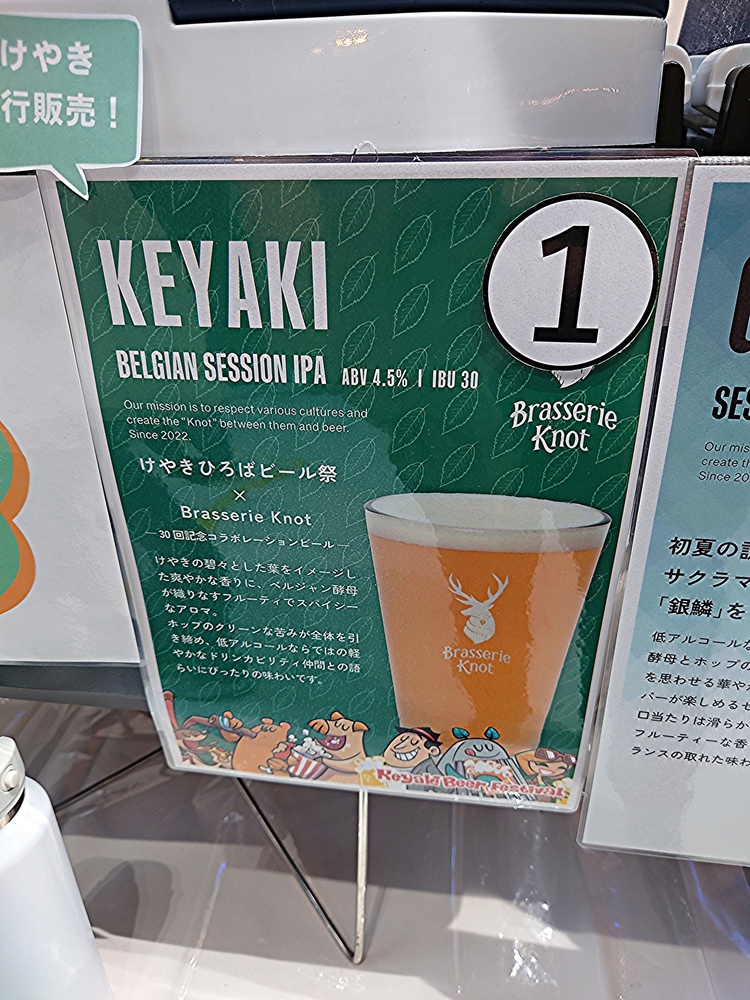 けやき
行販売！
KEYAKI
1
BELGIAN SESSION IPA ABV 4.5% | IBU 30
Our mission is to respect various cultures and
create the “Knot” between them and beer.
Since 2022.
Brasserie
Knot
けやきひろばビール祭
×
Brasserie Knot
―30回記念コラボレーションビール―
けやきの碧々とした葉をイメージし
た爽やかな香りに、ベルジャン酵母
が織りなすフルーティでスパイシー
なアロマ。
ホップのクリーンな苦みが全体を引
き締め、低アルコールならではの軽
やかなドリンカビリティ仲間との語
らいにぴったりの味わいです。
Brasserie
Knot
Keyaki Beer Festival
SES
Our mis
create the
Since 20
初夏の
サクラマ
「銀鱗」を
低アルコールな
酵母とホップの
を思わせる華や
バーが楽しめるセ
口当たりは滑らか
フルーティーな香
ランスの取れた味わ